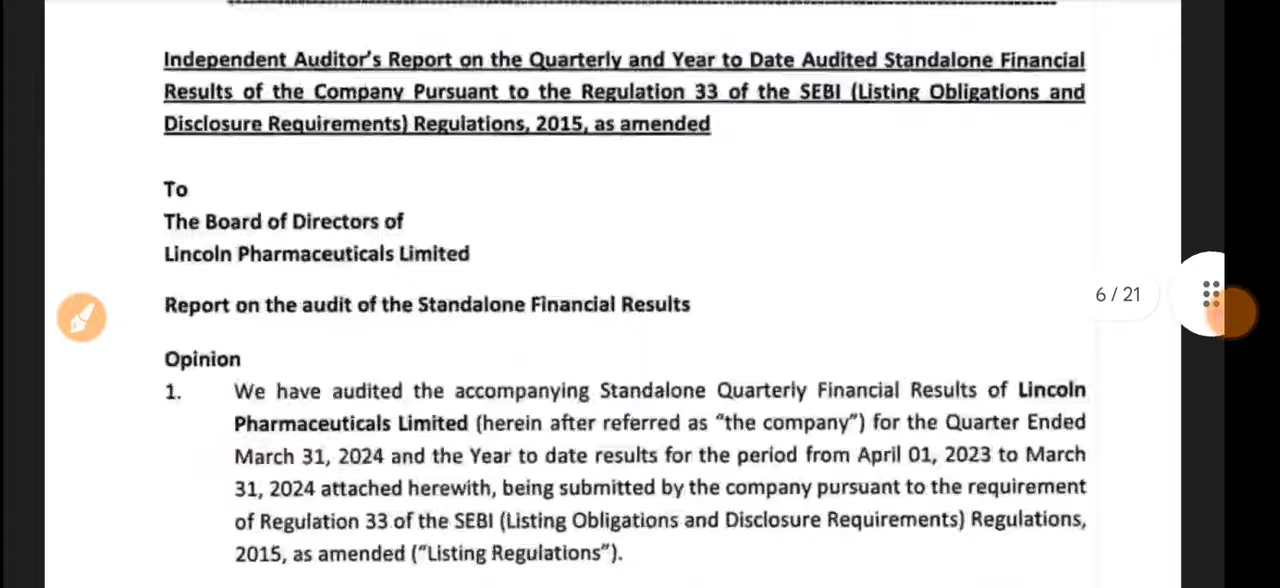 Independent Auditor's Report on the Quarterly and Year to Date Audited Standalone Financial
Results of the Company Pursuant to the Regulation 33 of the SEBI (Listing Obligations and
Disclosure Requirements) Regulations, 2015, as amended
To
The Board of Directors of
Lincoln Pharmaceuticals Limited
6 / 21
Report on the audit of the Standalone Financial Results
Opinion
1. We have audited the accompanying Standalone Quarterly Financial Results of Lincoln
Pharmaceuticals Limited (herein after referred as "the company") for the Quarter Ended
March 31, 2024 and the Year to date results for the period from April 01, 2023 to March
31, 2024 attached herewith, being submitted by the company pursuant to the requirement
of Regulation 33 of the SEBI (Listing Obligations and Disclosure Requirements) Regulations,
2015, as amended ("Listing Regulations").